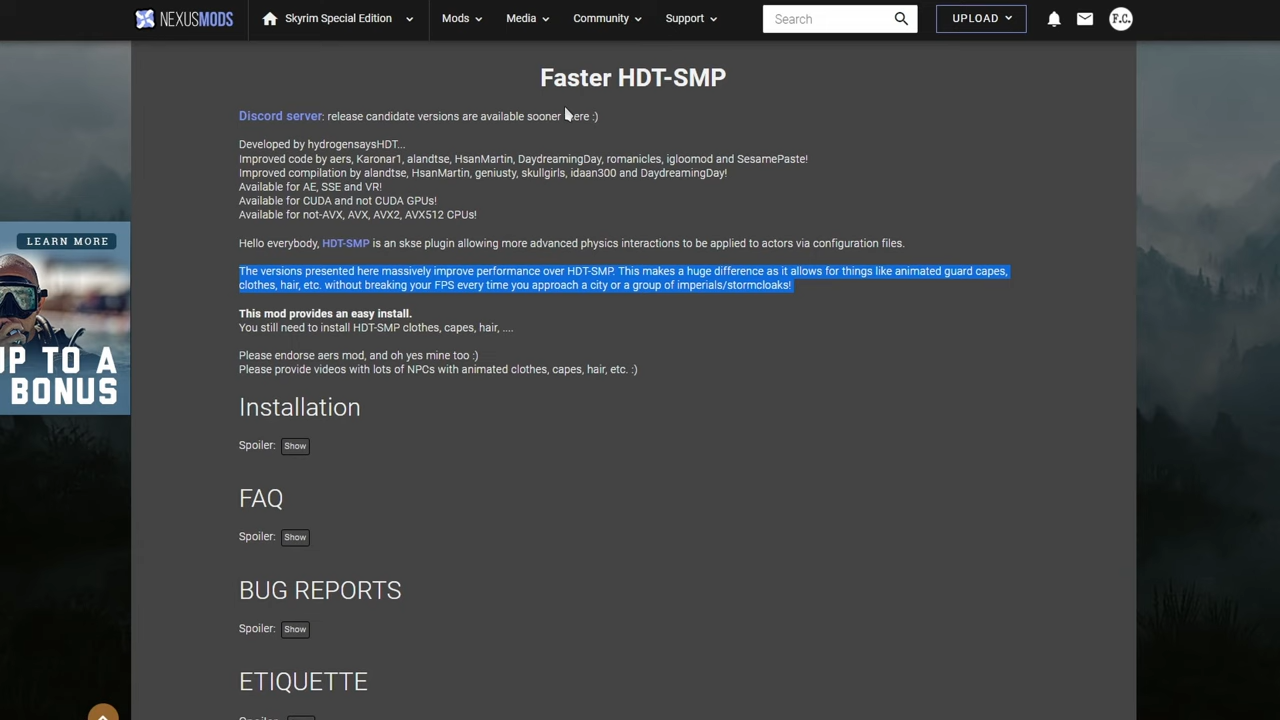 NEXUSMODS
Skyrim Special Edition
Mods
Media
Community
Support
Search
UPLOAD
F.C.
Faster HDT-SMP
Discord server: release candidate versions are available sooner here :)
Developed by hydrogensaysHDT...
Improved code by aers, Karonar1, alandtse, HsanMartin, DaydreamingDay, romanicles, igloomod and SesamePaste!
Improved compilation by alandtse, HsanMartin, geniusty, skullgirls, idaan300 and DaydreamingDay!
Available for AE, SSE and VR!
Available for CUDA and not CUDA GPUs!
Available for not-AVX, AVX, AVX2, AVX512 CPUs!
Hello everybody, HDT-SMP is an skse plugin allowing more advanced physics interactions to be applied to actors via configuration files.
The versions presented here massively improve performance over HDT-SMP. This makes a huge difference as it allows for things like animated guard capes,
clothes, hair, etc. without breaking your FPS every time you approach a city or a group of imperials/stormcloaks!
This mod provides an easy install.
You still need to install HDT-SMP clothes, capes, hair, ....
Please endorse aers mod, and oh yes mine too :)
Please provide videos with lots of NPCs with animated clothes, capes, hair, etc. :)
LEARN MORE
UP TO A
BONUS
Installation
Spoiler: Show
FAQ
Spoiler: Show
BUG REPORTS
Spoiler: Show
ETIQUETTE